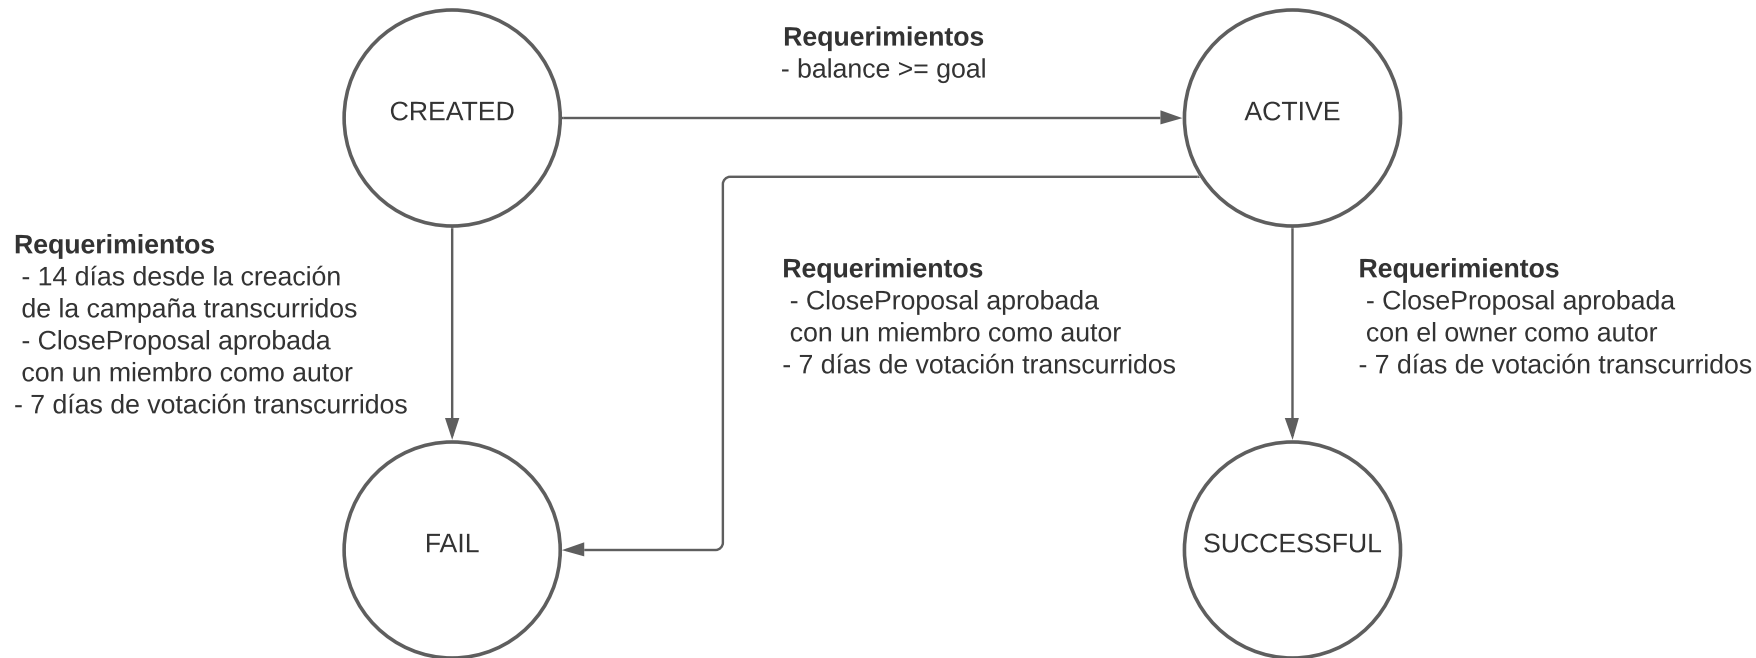 Requerimientos
- balance >= goal
CREATED
ACTIVE
Requerimientos
- 14 días desde la creación
de la campaña transcurridos
- CloseProposal aprobada
con un miembro como autor
- 7 días de votación transcurridos
Requerimientos
- CloseProposal aprobada
con un miembro como autor
- 7 días de votación transcurridos
Requerimientos
- CloseProposal aprobada
con el owner como autor
- 7 días de votación transcurridos
FAIL
SUCCESSFUL